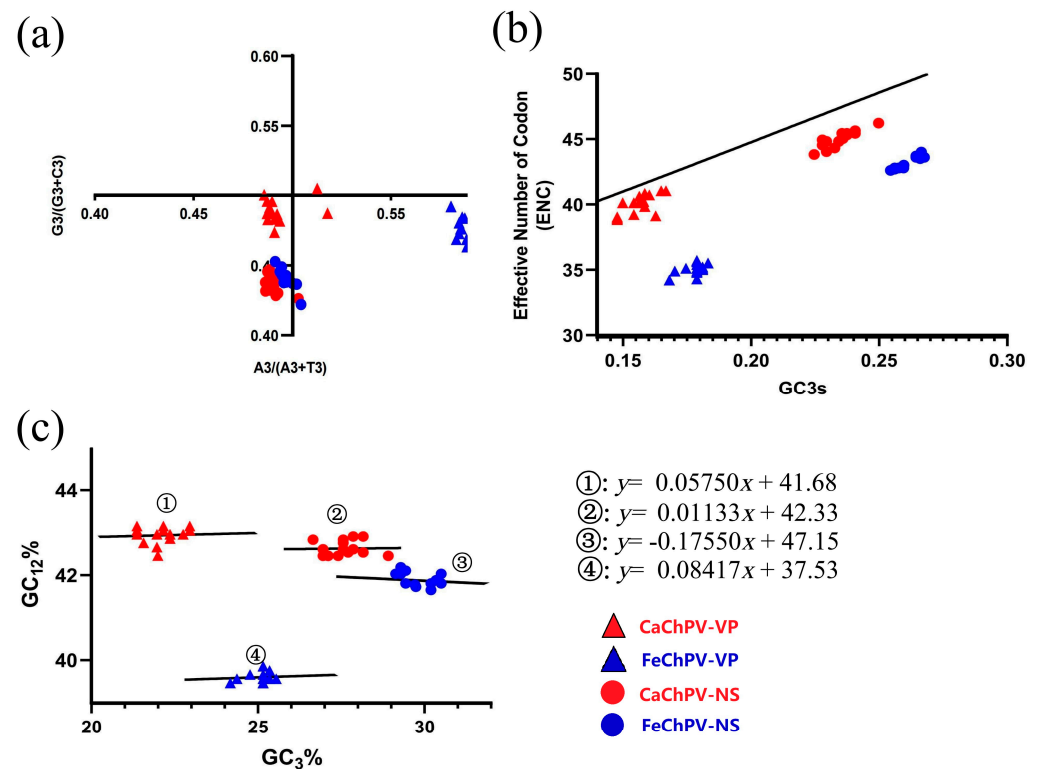 (a)
0.60
0.55
0.40
0.45
0.55
0.40
G3/(G3+C3)
A3/(A3+T3)
(b)
50
45
40
35
30
0.15
0.20
0.25
0.30
Effective Number of Codon
(ENC)
GC3s
(c)
44
42
40
20
25
30
GC12%
GC3%
①
②
③
④
①: y= 0.05750x + 41.68
②: y= 0.01133x + 42.33
③: y= -0.17550x + 47.15
④: y= 0.08417x + 37.53
CaChPV-VP
FeChPV-VP
CaChPV-NS
FeChPV-NS